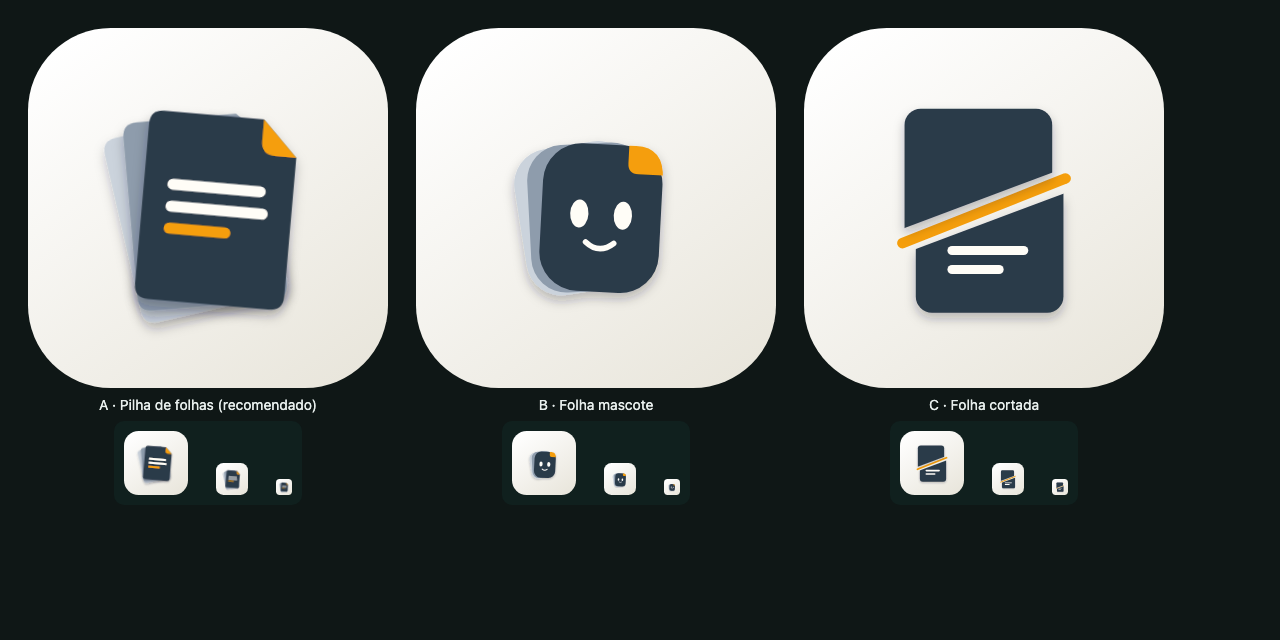 A · Pilha de folhas (recomendado)
B · Folha mascote
C · Folha cortada